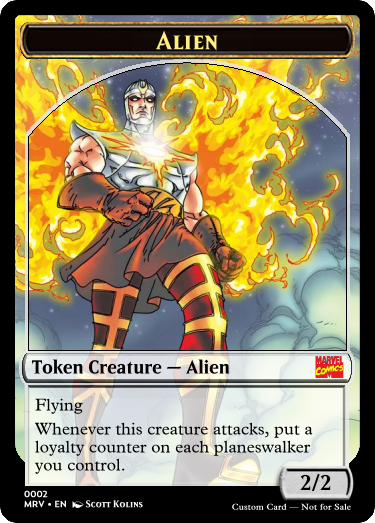 Alien
Token Creature — Alien
MARVEL
COMICS
Flying
Whenever this creature attacks, put a
loyalty counter on each planeswalker
you control.
2/2
0002
MRV • EN Scott Kolins
Custom Card — Not for Sale